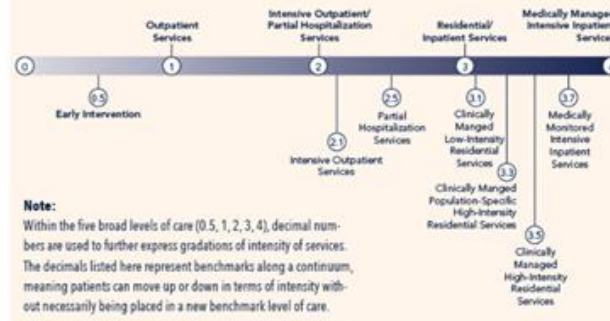 Outpatient
Services
Intensive Outpatient/
Partial Hospitalization
Services
Residential/
Inpatient Services
Medically Manage
Intensive Inpatien
Service
0
1
2
3
4
0.5
Early Intervention
2.1
Intensive Outpatient
Services
2.5
Partial
Hospitalization
Services
3.1
Clinically
Manged
Low-Intensity
Residential
Services
3.3
Clinically Manged
Population-Specific
High-Intensity
Residential Services
3.5
Clinically
Managed
High-Intensity
Residential
Services
3.7
Medically
Monitored
Intensive
Inpatient
Services
Note:
Within the five broad levels of care (0.5, 1, 2, 3, 4), decimal num-
bers are used to further express gradations of intensity of services.
The decimals listed here represent benchmarks along a continuum,
meaning patients can move up or down in terms of intensity with-
out necessarily being placed in a new benchmark level of care.